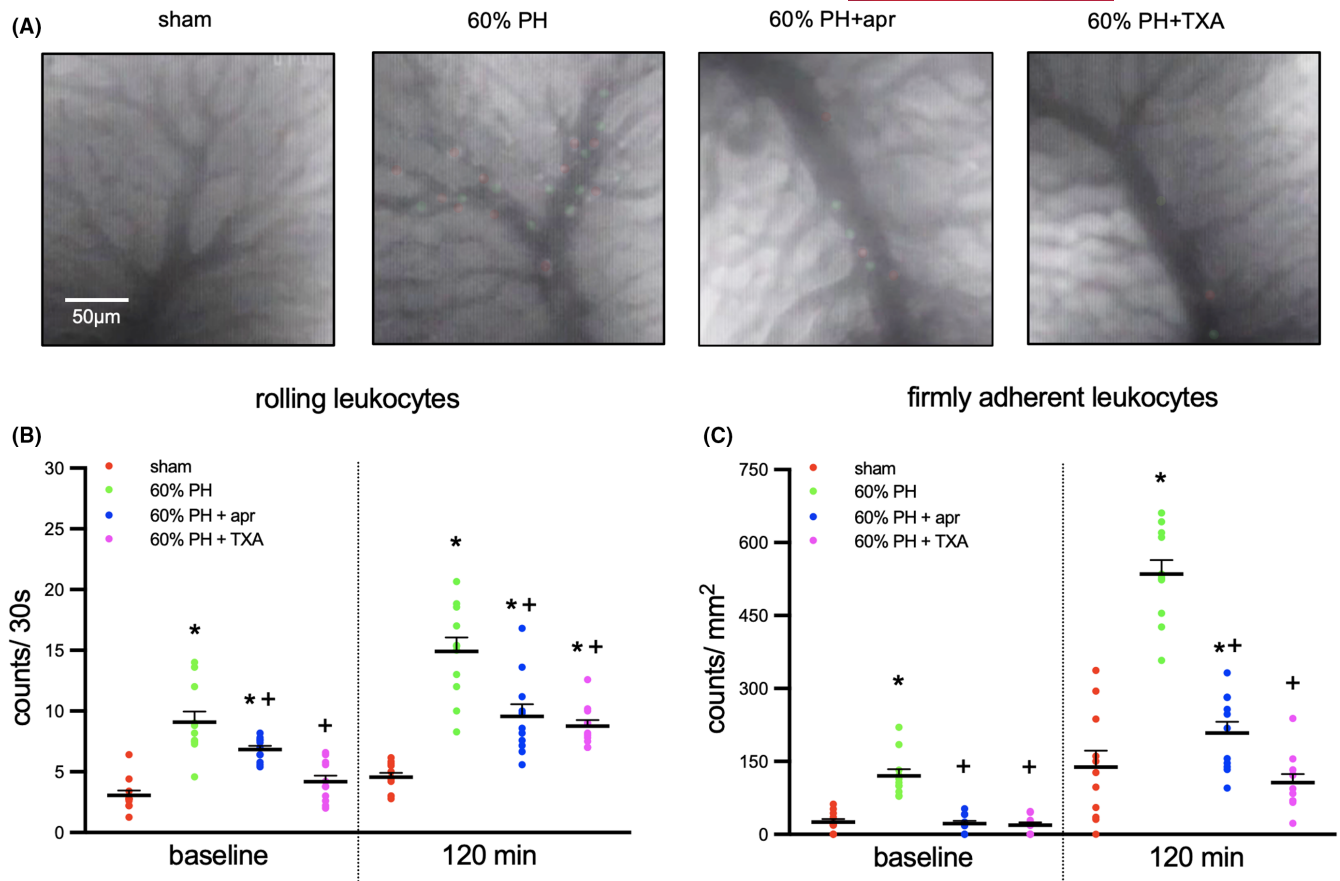 (A)
sham
60% PH
60% PH+apr
60% PH+TXA
50μm
rolling leukocytes
firmly adherent leukocytes
(B)
counts/ 30s
30
25
20
15
10
5
0
sham
60% PH
60% PH + apr
60% PH + TXA
*
* +
+
*
* +
* +
baseline
120 min
(C)
counts/ mm²
750
600
450
300
150
0
sham
60% PH
60% PH + apr
60% PH + TXA
*
+
+
*
*+
+
baseline
120 min